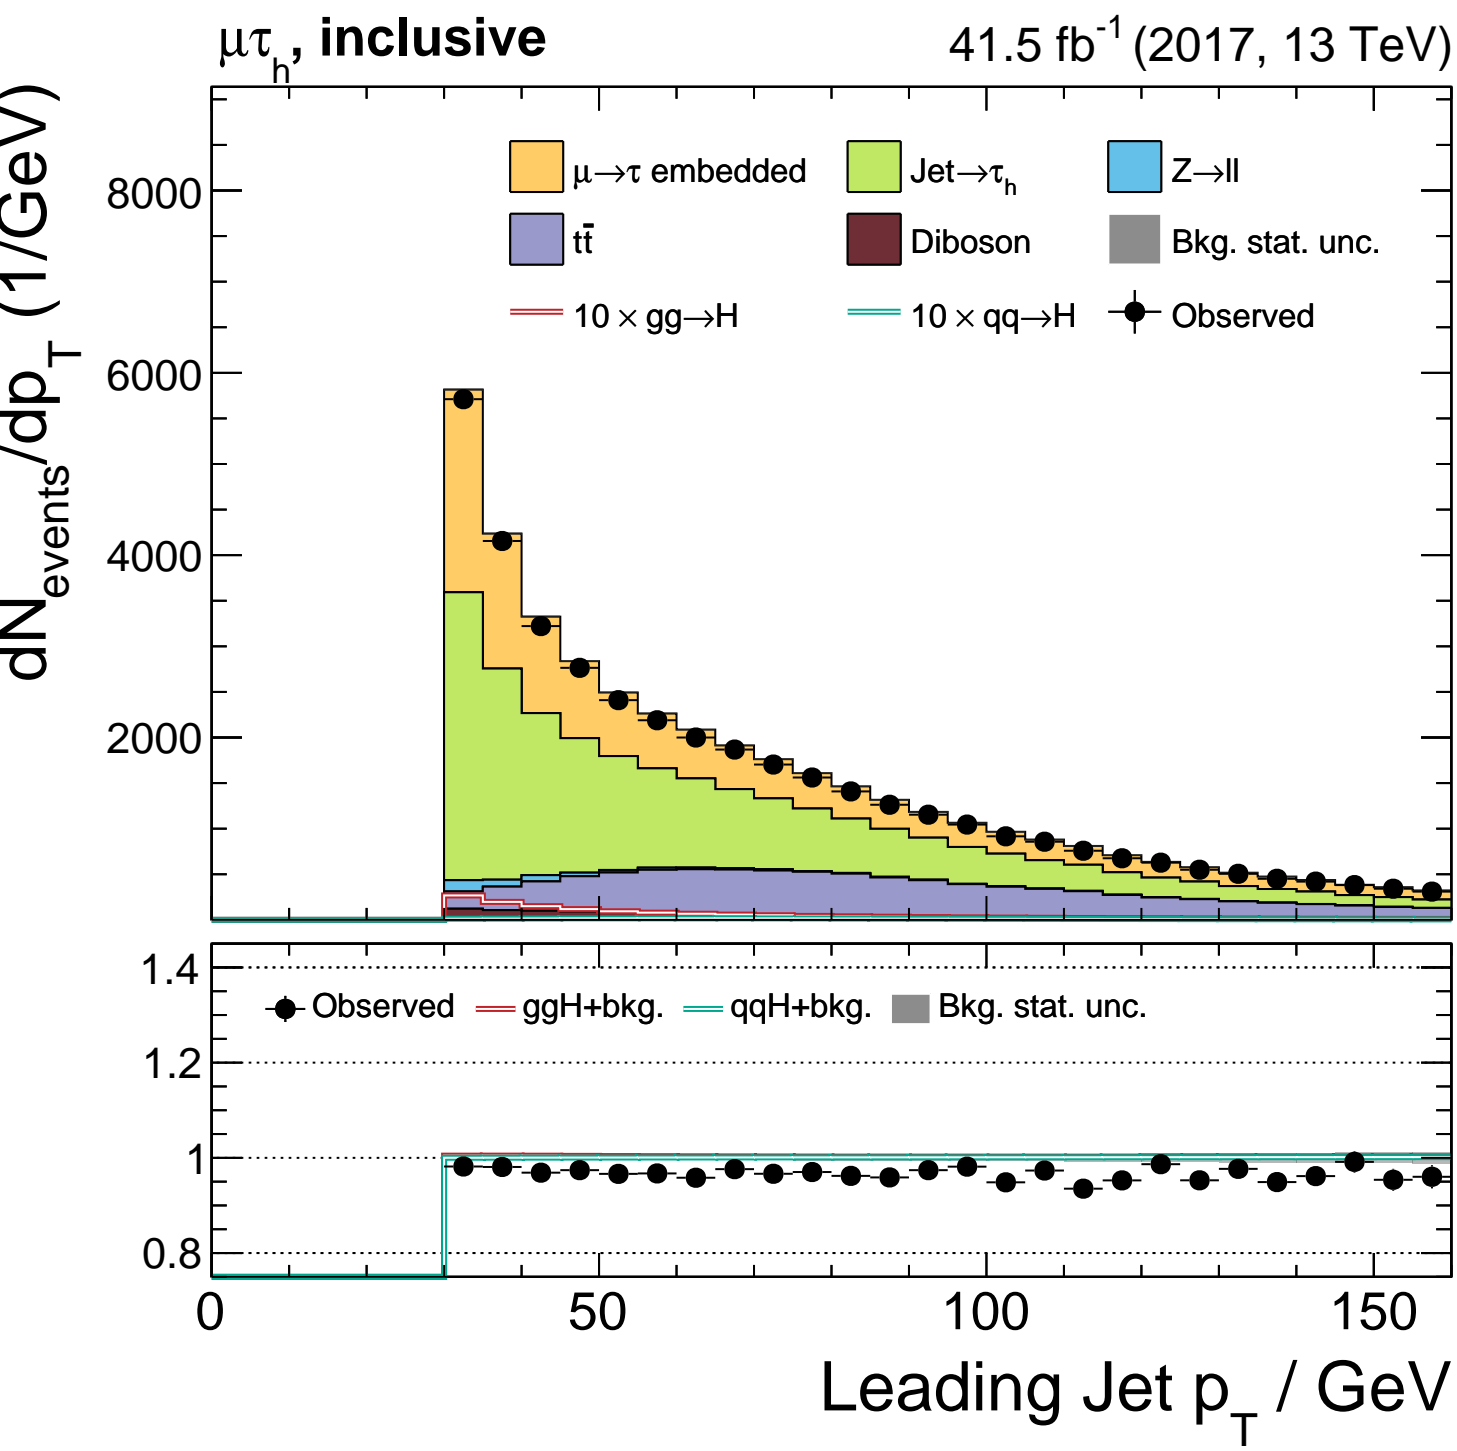 μτh, inclusive
41.5 fb-1 (2017, 13 TeV)
dNevents/dpT (1/GeV)
8000
6000
4000
2000
μ→τ embedded
Jet→τh
Z→ll
tt̄
Diboson
Bkg. stat. unc.
10 × gg→H
10 × qq→H
Observed
1.4
1.2
1
0.8
Observed
ggH+bkg.
qqH+bkg.
Bkg. stat. unc.
0
50
100
150
Leading Jet pT / GeV